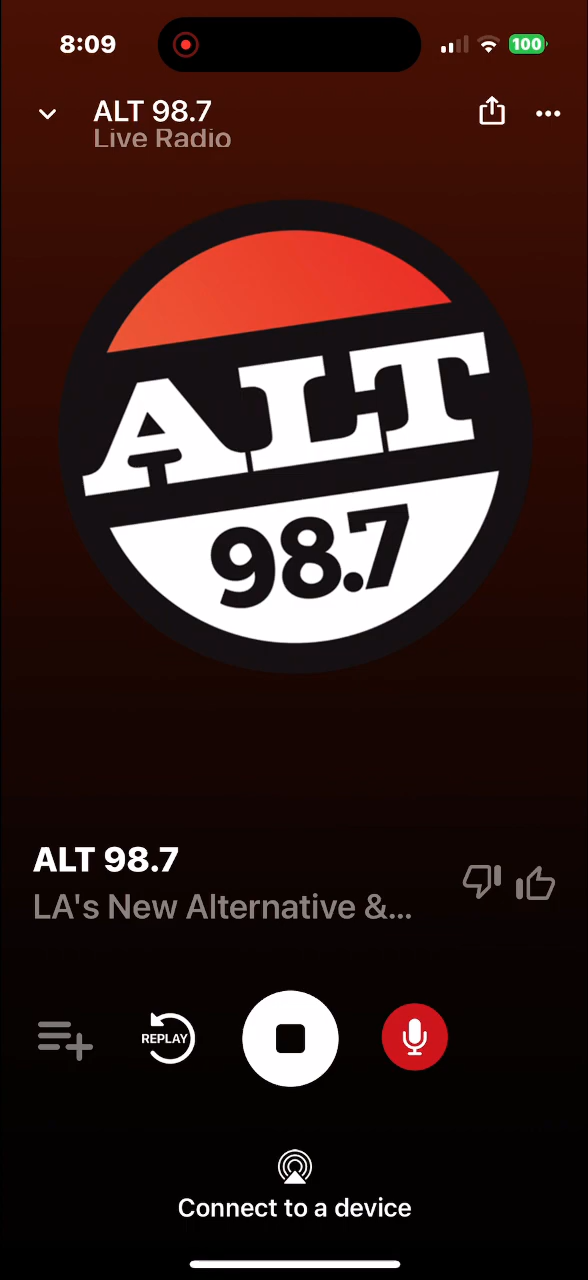 8:09
100
ALT 98.7
Live Radio
ALT
98.7
ALT 98.7
LA's New Alternative &...
REPLAY
Connect to a device